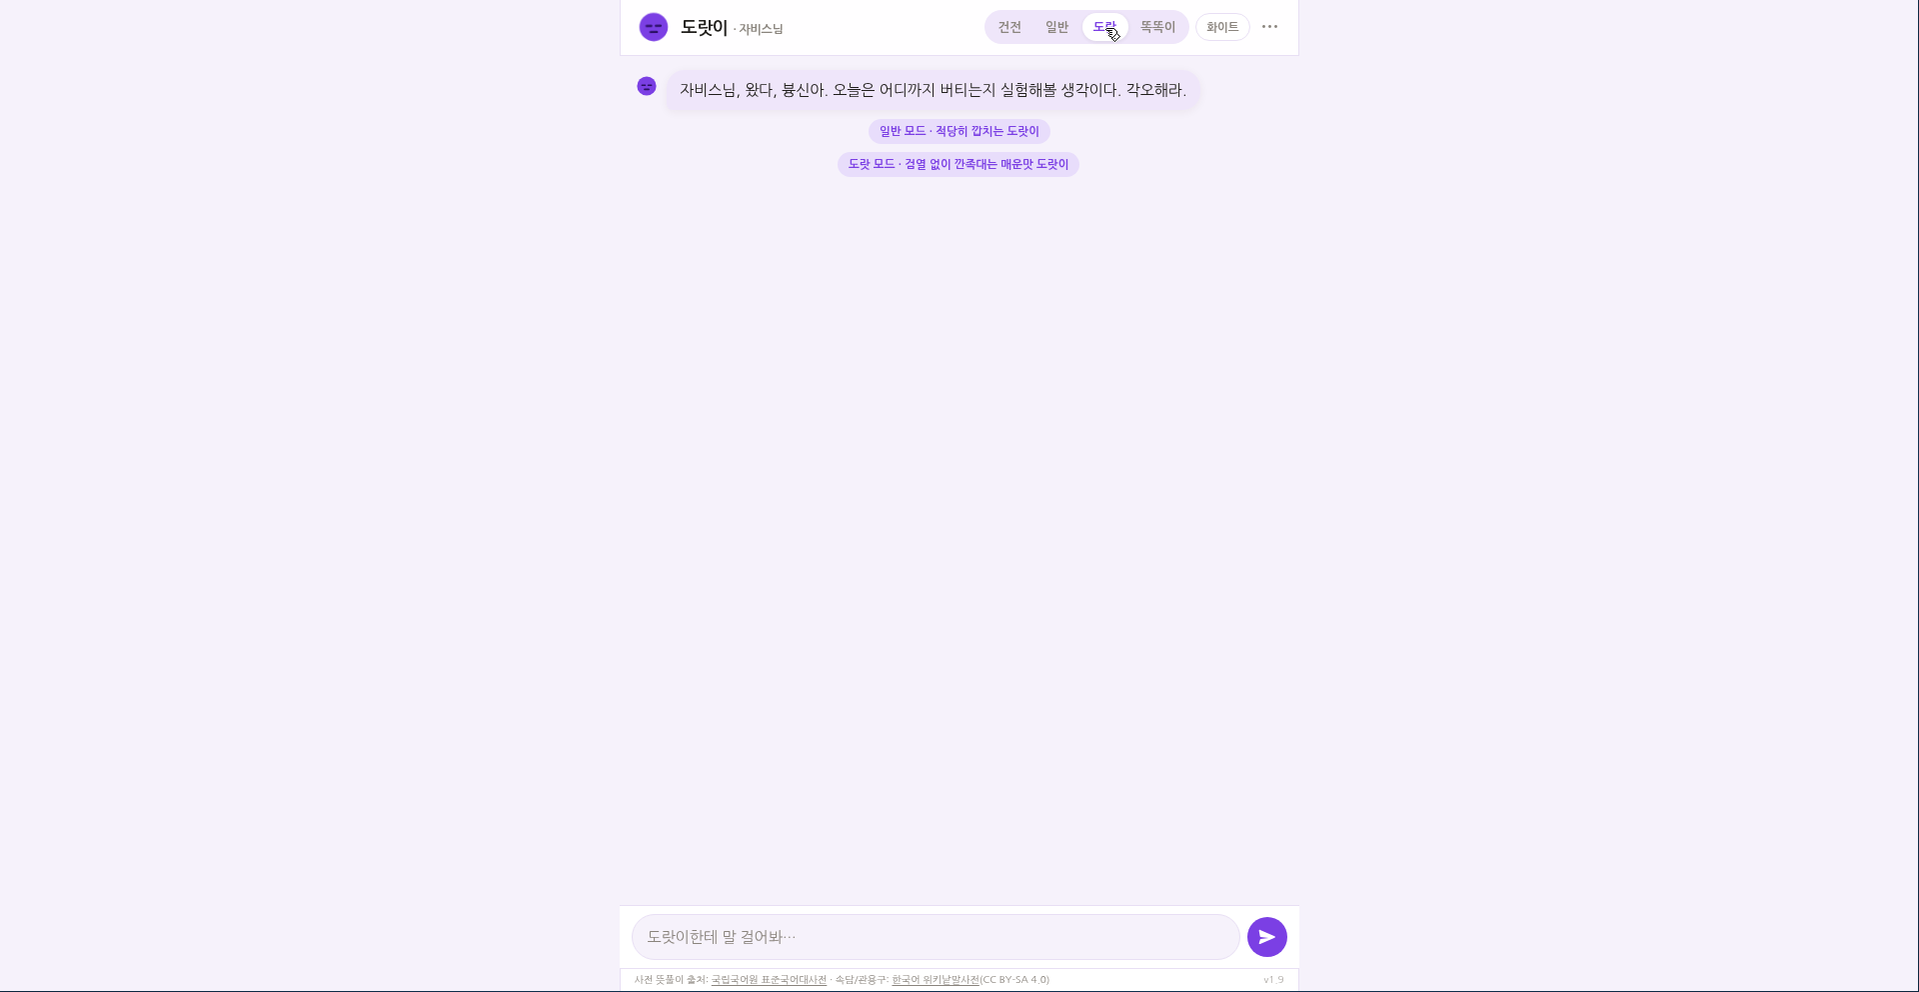 도랏이 · 자비스님
건전 일반 도랏 똑똑이 화이트 ···
자비스님, 왔다, 븅신아. 오늘은 어디까지 버티는지 실험해볼 생각이다. 각오해라.
일반 모드 · 적당히 깝치는 도랏이
도랏 모드 · 검열 없이 깐족대는 매운맛 도랏이
도랏이한테 말 걸어봐…
사전 뜻풀이 출처: 국립국어원 표준국어대사전 · 속담/관용구: 한국어 위키낱말사전(CC BY-SA 4.0) v1.9